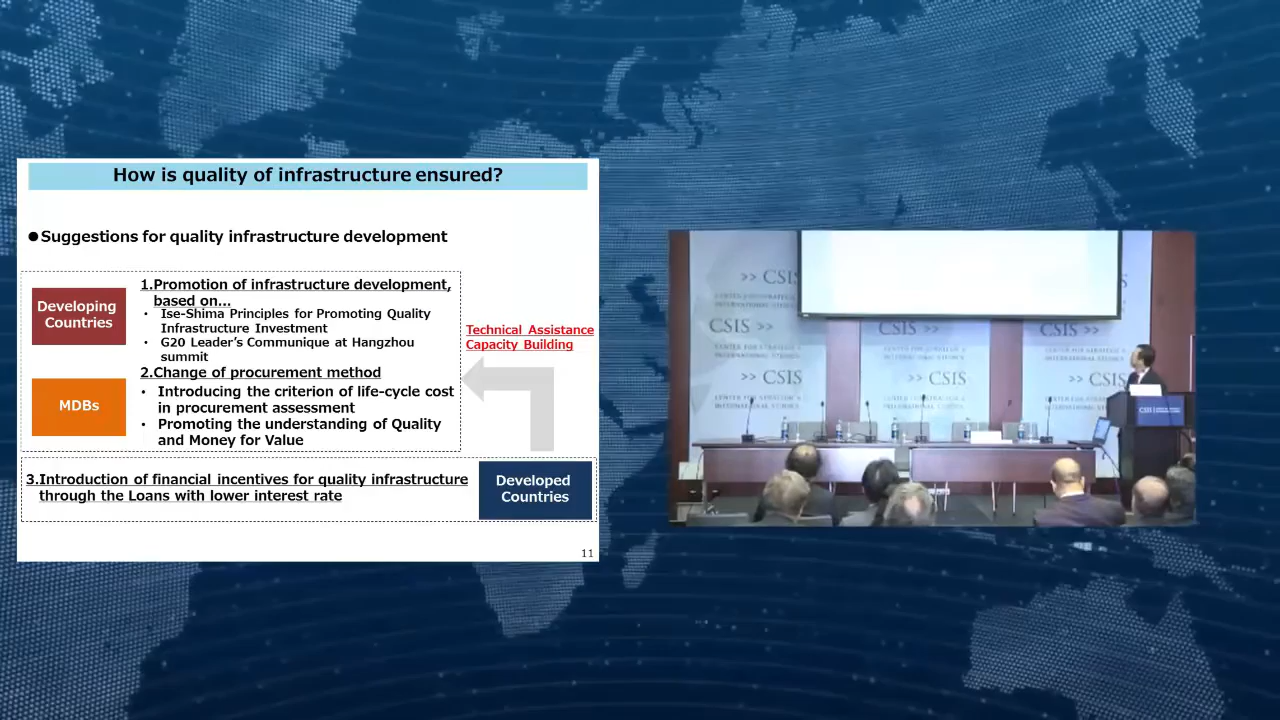 How is quality of infrastructure ensured?
●Suggestions for quality infrastructure development
Developing
Countries
1.Promotion of infrastructure development,
based on...
• Ise-Shima Principles for Promoting Quality
Infrastructure Investment
• G20 Leader's Communique at Hangzhou
summit
2.Change of procurement method
MDBs
• Introducing the criterion of life-cycle cost
in procurement assessment
• Promoting the understanding of Quality
and Money for Value
Technical Assistance
Capacity Building
3.Introduction of financial incentives for quality infrastructure
through the Loans with lower interest rate
Developed
Countries
11
>> CSIS
CSIS >>
CSIS >>
>> CSIS
>> CSIS
>> CSIS
CSIS